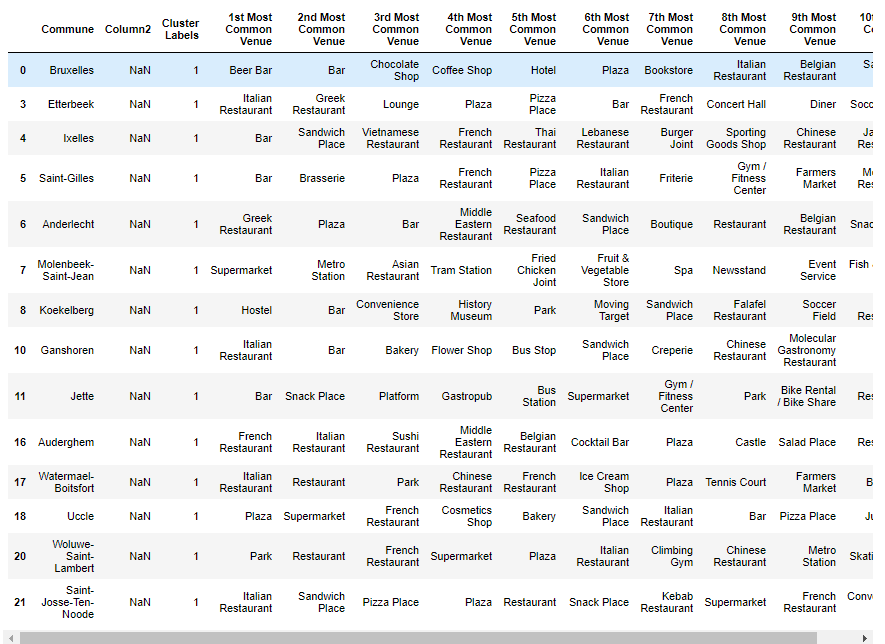 Commune Column2 Cluster Labels 1st Most Common Venue 2nd Most Common Venue 3rd Most Common Venue 4th Most Common Venue 5th Most Common Venue 6th Most Common Venue 7th Most Common Venue 8th Most Common Venue 9th Most Common Venue
0 Bruxelles NaN 1 Beer Bar Bar Chocolate Shop Coffee Shop Hotel Plaza Bookstore Italian Restaurant Belgian Restaurant
3 Etterbeek NaN 1 Italian Restaurant Greek Restaurant Lounge Plaza Pizza Place Bar French Restaurant Concert Hall Diner
4 Ixelles NaN 1 Bar Sandwich Place Vietnamese Restaurant French Restaurant Thai Restaurant Lebanese Restaurant Burger Joint Sporting Goods Shop Chinese Restaurant
5 Saint-Gilles NaN 1 Bar Brasserie Plaza French Restaurant Pizza Place Italian Restaurant Friterie Gym / Fitness Center Farmers Market
6 Anderlecht NaN 1 Greek Restaurant Plaza Bar Middle Eastern Restaurant Seafood Restaurant Sandwich Place Boutique Restaurant Belgian Restaurant
7 Molenbeek-Saint-Jean NaN 1 Supermarket Metro Station Asian Restaurant Tram Station Fried Chicken Joint Fruit & Vegetable Store Spa Newsstand Event Service Fish
8 Koekelberg NaN 1 Hostel Bar Convenience Store History Museum Park Moving Target Sandwich Place Falafel Restaurant Soccer Field
10 Ganshoren NaN 1 Italian Restaurant Bar Bakery Flower Shop Bus Stop Sandwich Place Creperie Chinese Restaurant Molecular Gastronomy Restaurant
11 Jette NaN 1 Bar Snack Place Platform Gastropub Bus Station Supermarket Gym / Fitness Center Park Bike Rental / Bike Share
16 Auderghem NaN 1 French Restaurant Italian Restaurant Sushi Restaurant Middle Eastern Restaurant Belgian Restaurant Cocktail Bar Plaza Castle Salad Place
17 Watermael-Boitsfort NaN 1 Italian Restaurant Restaurant Park Chinese Restaurant French Restaurant Ice Cream Shop Plaza Tennis Court Farmers Market
18 Uccle NaN 1 Plaza Supermarket French Restaurant Cosmetics Shop Bakery Sandwich Place Italian Restaurant Bar Pizza Place
20 Woluwe-Saint-Lambert NaN 1 Park Restaurant French Restaurant Supermarket Plaza Italian Restaurant Climbing Gym Chinese Restaurant Metro Station
21 Saint-Josse-Ten-Noode NaN 1 Italian Restaurant Sandwich Place Pizza Place Plaza Restaurant Snack Place Kebab Restaurant Supermarket French Restaurant